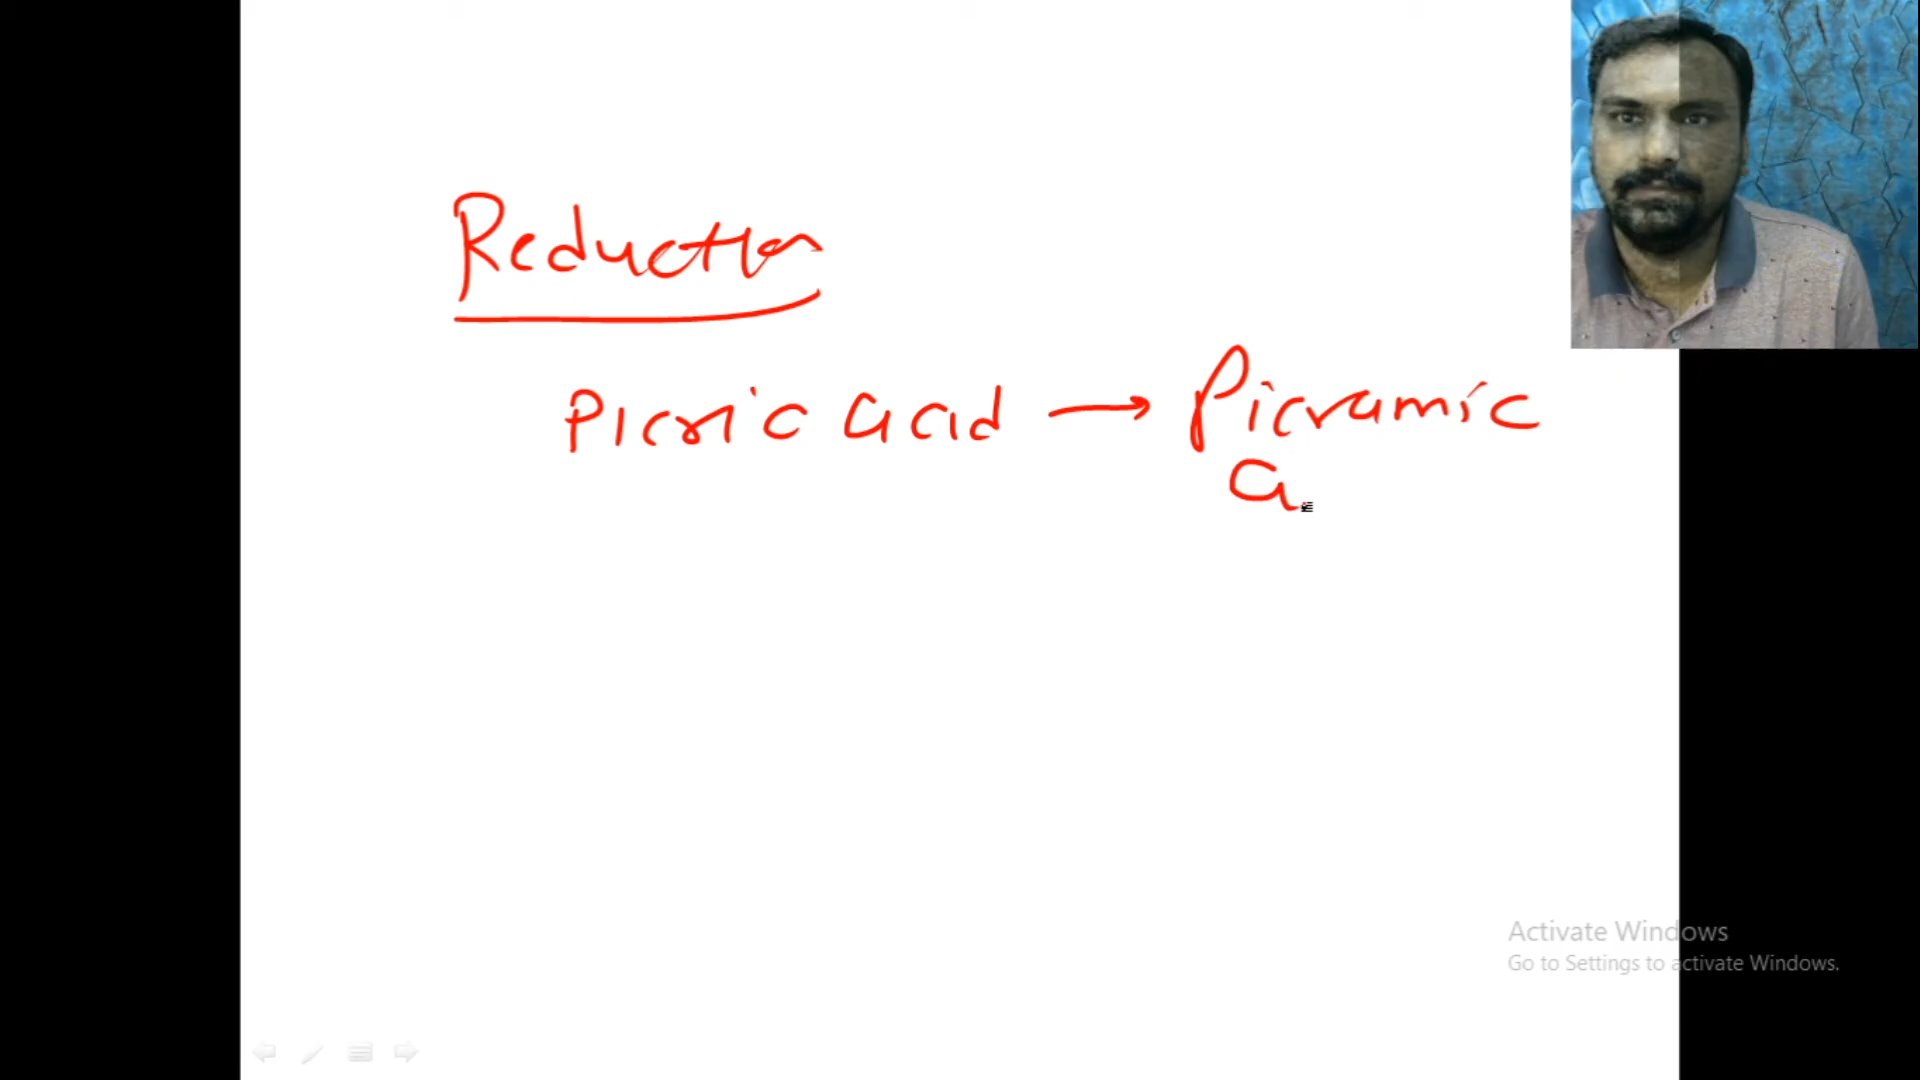 Reduction
Picric acid → Picramic
a
Activate Windows
Go to Settings to activate Windows.